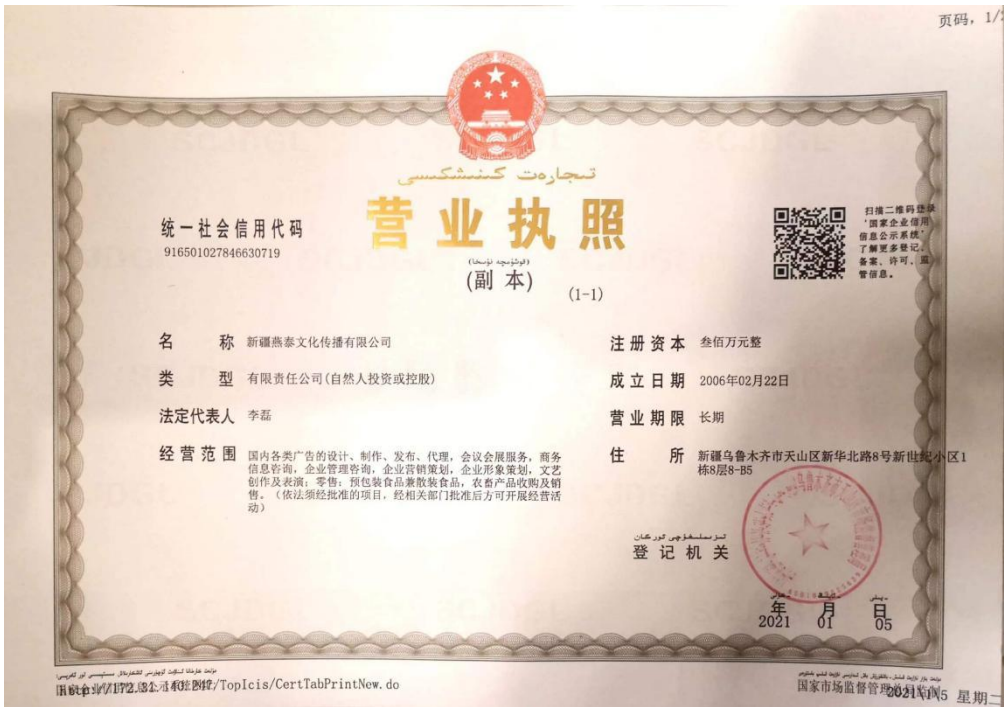 页码, 1/2
تىجارەت كىنىشكىسى
营业执照
(قوشۇمچە نۇسخا)
(副 本)
(1-1)
统一社会信用代码
916501027846630719
扫描二维码登录
'国家企业信用
信息公示系统'
了解更多登记、
备案、许可、监
管信息。
名 称 新疆燕泰文化传播有限公司
类 型 有限责任公司(自然人投资或控股)
法定代表人 李磊
经营范围 国内各类广告的设计、制作、发布、代理,会议会展服务,商务
信息咨询,企业管理咨询,企业营销策划,企业形象策划,文艺
创作及表演;零售:预包装食品兼散装食品,农畜产品收购及销
售。(依法须经批准的项目,经相关部门批准后方可开展经营活
动)
注册资本 叁佰万元整
成立日期 2006年02月22日
营业期限 长期
住 所 新疆乌鲁木齐市天山区新华北路8号新世纪小区1
栋8层8-B5
登记机关
年 月 日
2021 01 05
http://172.31.140.247/TopIcis/CertTabPrintNew.do
国家市场监督管理
2021\1\5 星期二